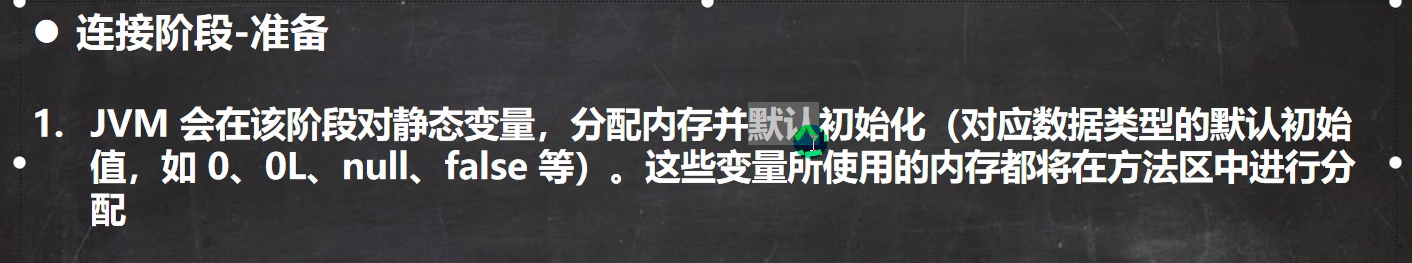 ● 连接阶段-准备
1. JVM 会在该阶段对静态变量，分配内存并默认初始化（对应数据类型的默认初始
值，如 0、0L、null、false 等）。这些变量所使用的内存都将在方法区中进行分
配